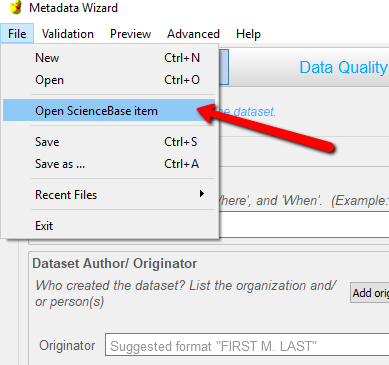 Metadata Wizard
File Validation Preview Advanced Help
New Ctrl+N
Open Ctrl+O
Data Quality
Open ScienceBase item
the dataset.
Save Ctrl+S
Save as ... Ctrl+A
Recent Files
'here', and 'When'. (Example:
Exit
Dataset Author/ Originator
Who created the dataset? List the organization and/
or person(s)
Add ori
Originator Suggested format "FIRST M. LAST"